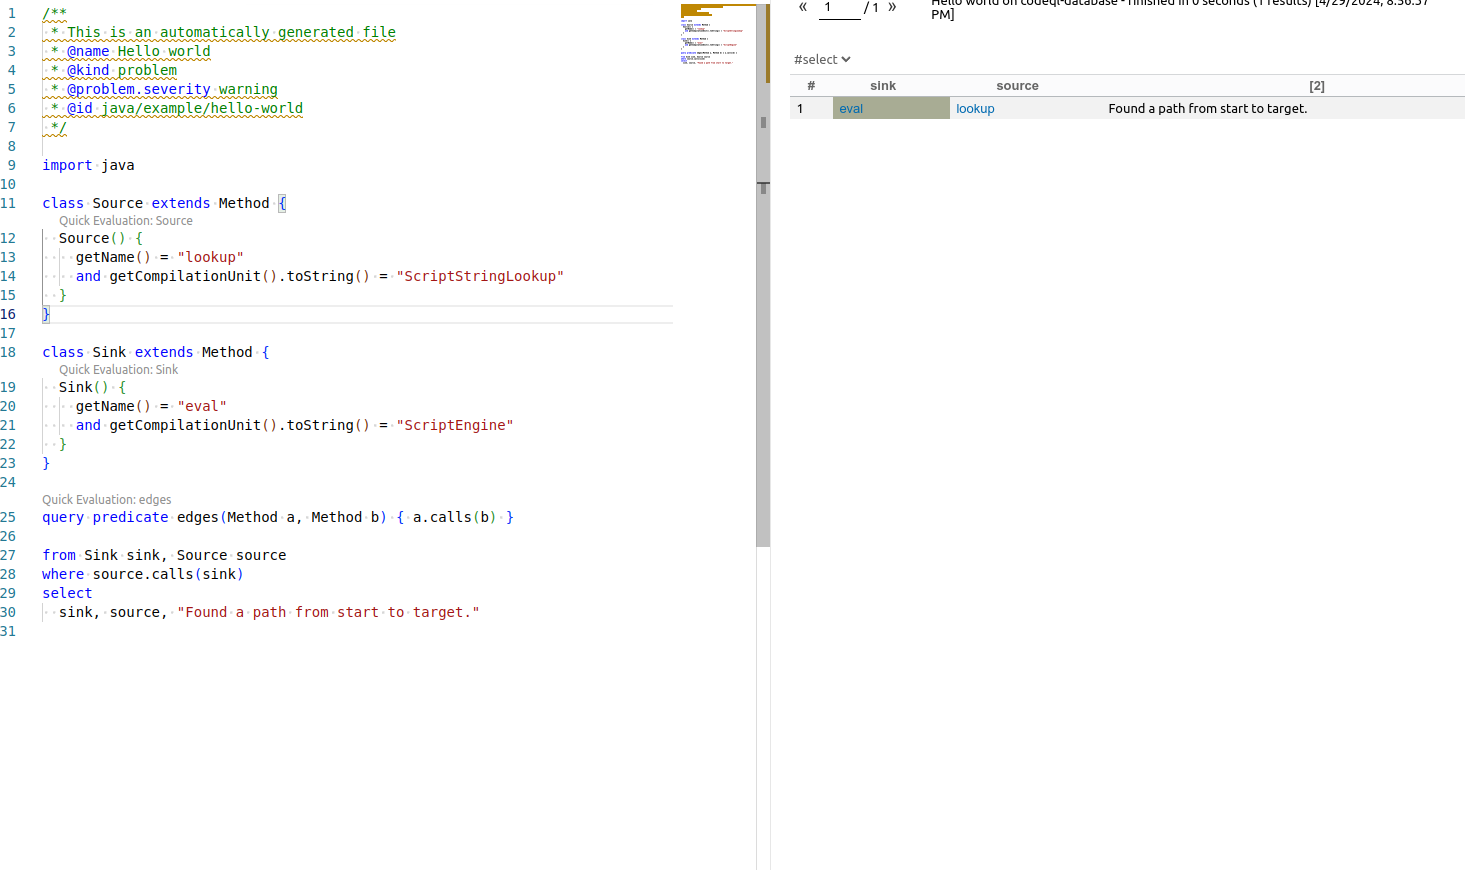 /**
 * This is an automatically generated file
 * @name Hello world
 * @kind problem
 * @problem.severity warning
 * @id java/example/hello-world
 */

import java

class Source extends Method {
Quick Evaluation: Source
  Source() {
    getName() = "lookup"
    and getCompilationUnit().toString() = "ScriptStringLookup"
  }
}

class Sink extends Method {
Quick Evaluation: Sink
  Sink() {
    getName() = "eval"
    and getCompilationUnit().toString() = "ScriptEngine"
  }
}

Quick Evaluation: edges
query predicate edges(Method a, Method b) { a.calls(b) }

from Sink sink, Source source
where source.calls(sink)
select
  sink, source, "Found a path from start to target."

1
2
3
4
5
6
7
8
9
10
11
12
13
14
15
16
17
18
19
20
21
22
23
24
25
26
27
28
29
30
31
« 1 / 1 »
Hello world on codeql-database - finished in 0 seconds (1 results) [4/29/2024, 8:56:37
PM]
#select
# sink source [2]
1 eval lookup Found a path from start to target.